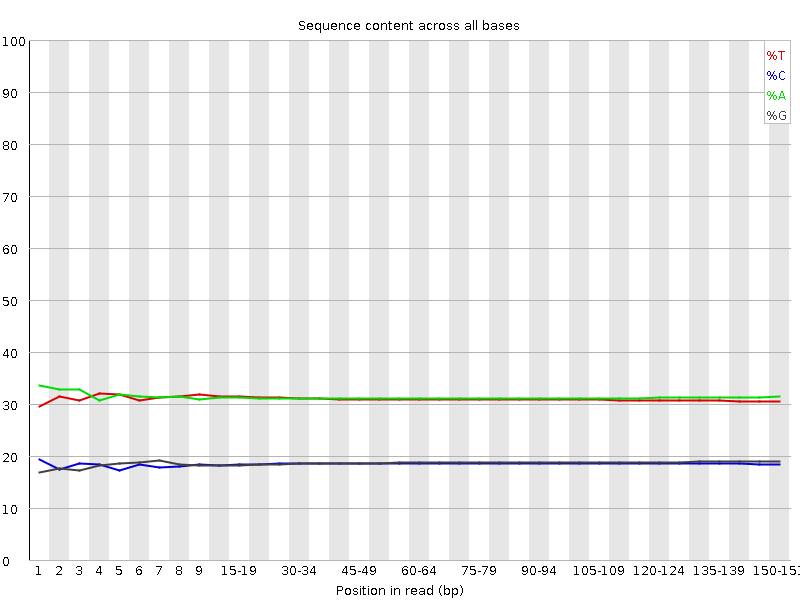 Sequence content across all bases
100
90
80
70
60
50
40
30
20
10
0
%T
%C
%A
%G
1 2 3 4 5 6 7 8 9 15-19 30-34 45-49 60-64 75-79 90-94 105-109 120-124 135-139 150-151
Position in read (bp)